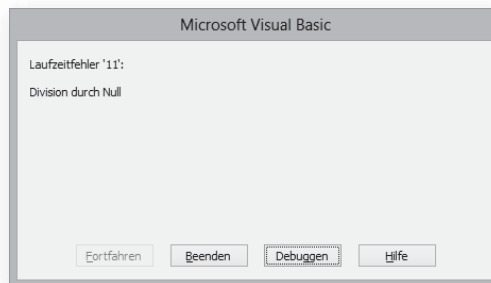 Microsoft Visual Basic
Laufzeitfehler '11':
Division durch Null
Fortfahren Beenden Debuggen Hilfe